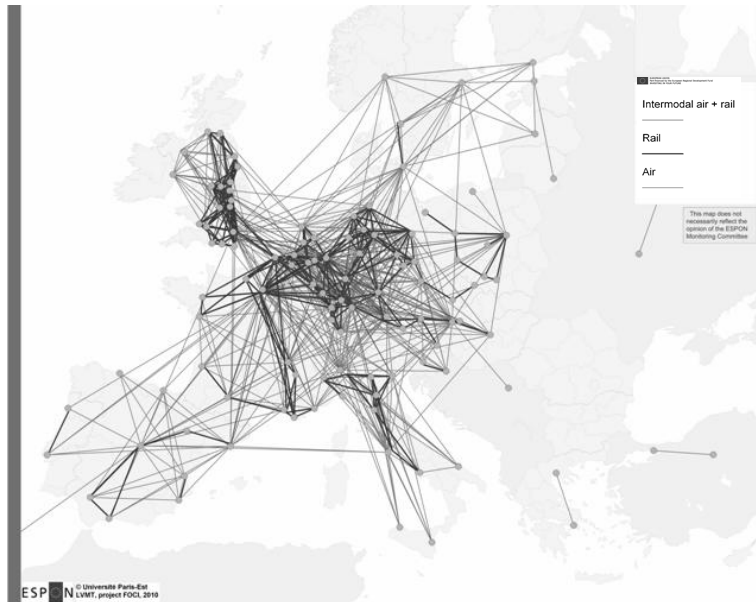 Intermodal air + rail
Rail
Air
This map does not
necessarily reflect the
opinion of the ESPON
Monitoring Committee
ESPON © Université Paris-Est
LVMT, project FOCI, 2010